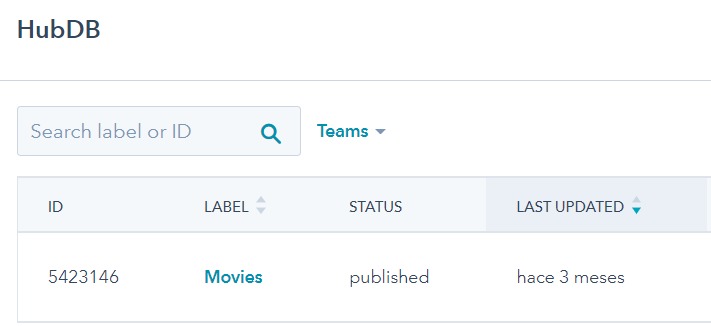 HubDB
Search label or ID
Teams
ID LABEL STATUS LAST UPDATED
5423146 Movies published hace 3 meses